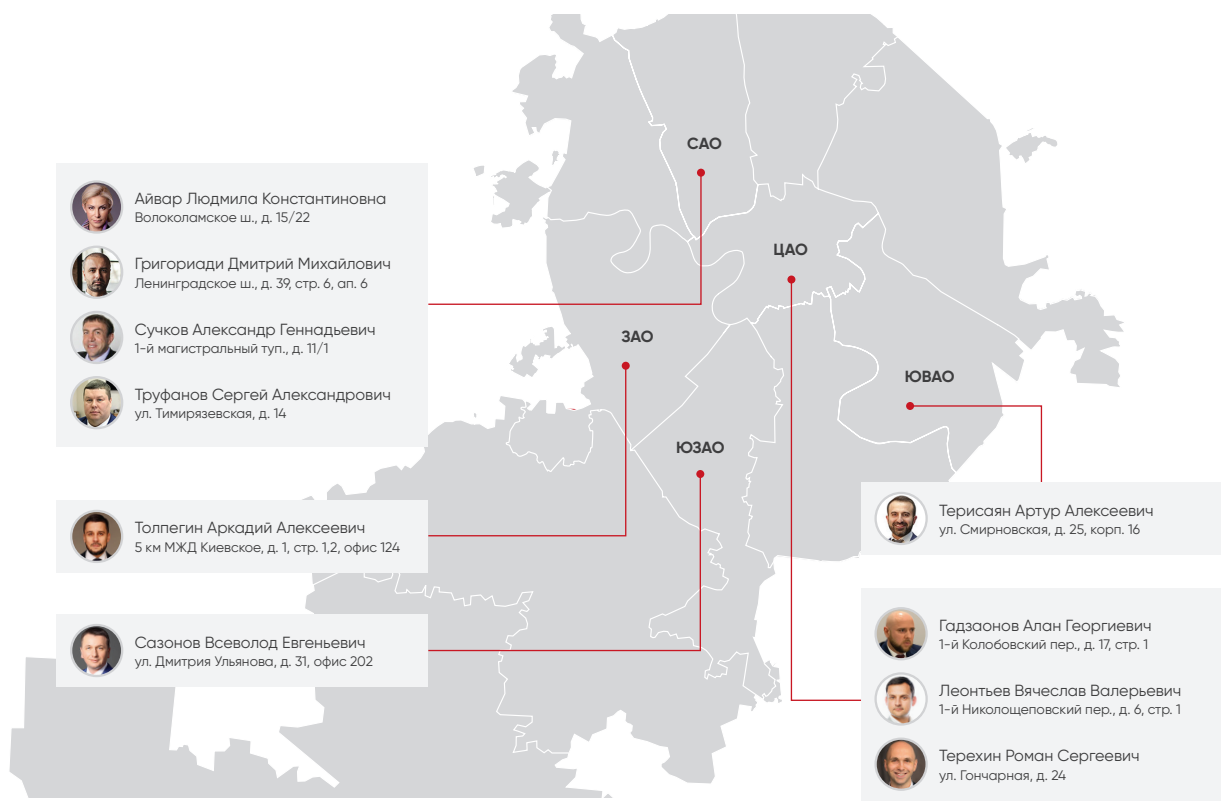 САО
ЦАО
ЗАО
ЮВАО
ЮЗАО
Айвар Людмила Константиновна
Волоколамское ш., д. 15/22
Григориади Дмитрий Михайлович
Ленинградское ш., д. 39, стр. 6, ап. 6
Сучков Александр Геннадьевич
1-й магистральный туп., д. 11/1
Труфанов Сергей Александрович
ул. Тимирязевская, д. 14
Толпегин Аркадий Алексеевич
5 км МЖД Киевское, д. 1, стр. 1,2, офис 124
Сазонов Всеволод Евгеньевич
ул. Дмитрия Ульянова, д. 31, офис 202
Терисаян Артур Алексеевич
ул. Смирновская, д. 25, корп. 16
Гадзаонов Алан Георгиевич
1-й Колобовский пер., д. 17, стр. 1
Леонтьев Вячеслав Валерьевич
1-й Николощеповский пер., д. 6, стр. 1
Терехин Роман Сергеевич
ул. Гончарная, д. 24